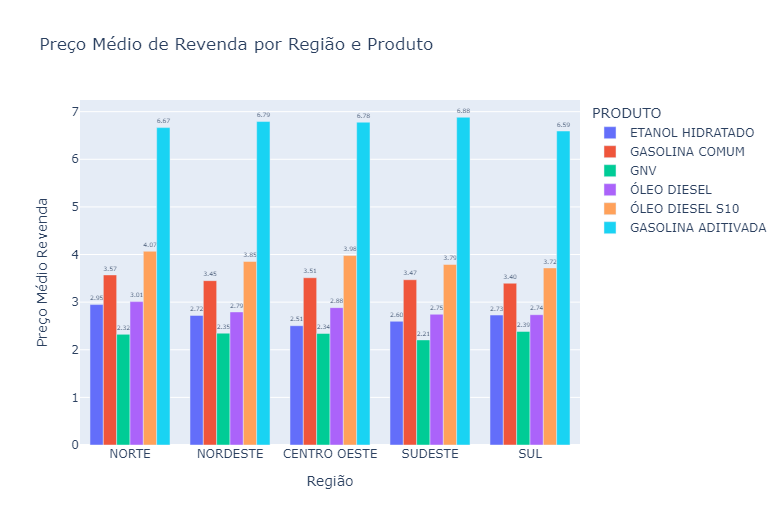 Preço Médio de Revenda por Região e Produto
PRODUTO
ETANOL HIDRATADO
GASOLINA COMUM
GNV
ÓLEO DIESEL
ÓLEO DIESEL S10
GASOLINA ADITIVADA
Preço Médio Revenda
7
6
5
4
3
2
1
0
2.95
3.57
2.32
3.01
4.07
6.67
2.72
3.45
2.35
2.79
3.85
6.79
2.51
3.51
2.34
2.88
3.98
6.78
2.60
3.47
2.21
2.75
3.79
6.88
2.73
3.40
2.39
2.74
3.72
6.59
NORTE
NORDESTE
CENTRO OESTE
SUDESTE
SUL
Região